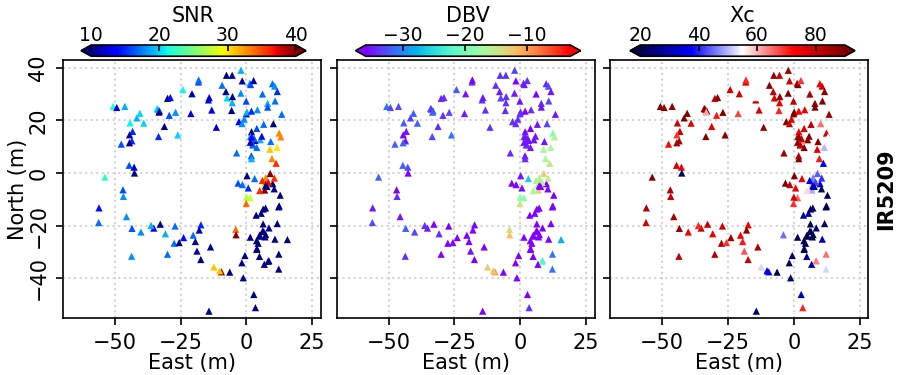 SNR DBV Xc
10 20 30 40 −30 −20 −10 20 40 60 80
40
20
0
−20
−40
North (m)
IR5209
−50 −25 0 25 −50 −25 0 25 −50 −25 0 25
East (m) East (m) East (m)